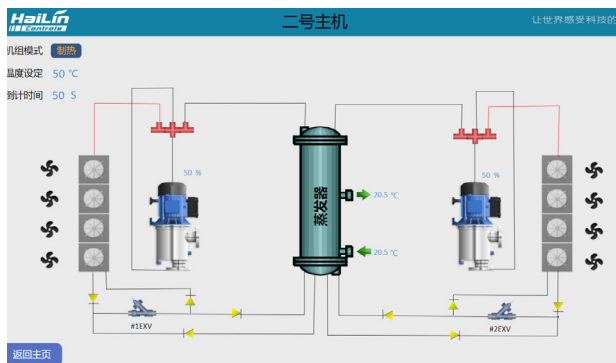 HaiLin
Controls
二号主机
让世界感受科技的
机组模式 制热
温度设定 50 ℃
倒计时间 50 S
50 %
50 %
蒸发器
20.5 ℃
20.5 ℃
#1EXV
#2EXV
返回主页